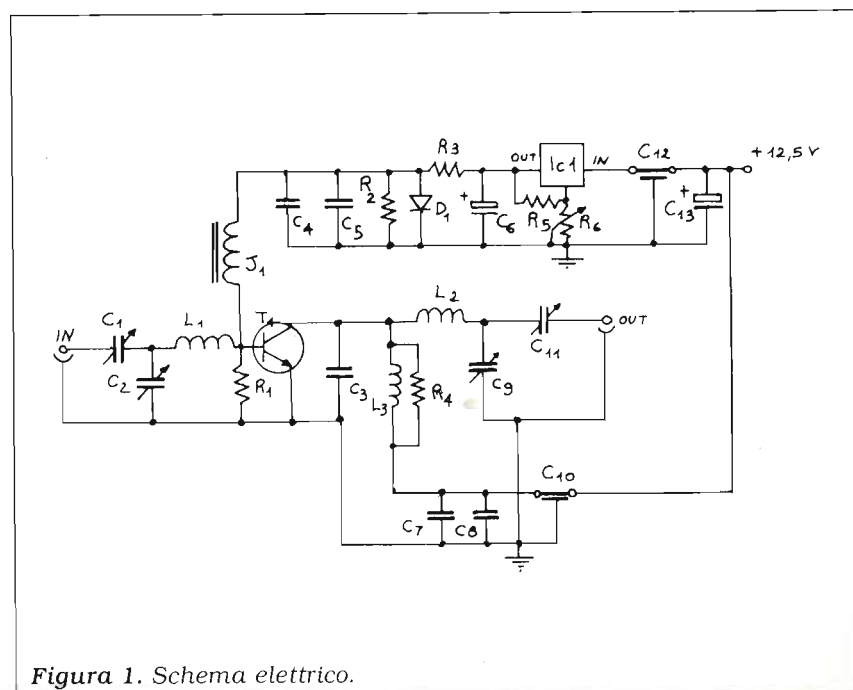 +12,5 V
R3
OUT
Ic1
IN
C12
R2
C4
C5
D1
+
C6
R5
R6
+
C13
J1
IN
C1
L1
T1
L2
OUT
C11
C2
R1
C3
L3
R4
C9
C10
C7
C8
Figura 1. Schema elettrico.